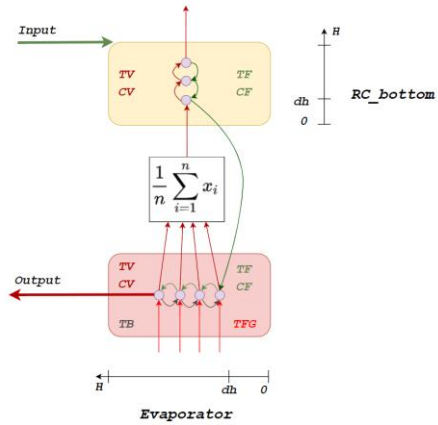 Input
H
TV
TF
CV
CF
RC_bottom
dh
0
1/n \sum_{i=1}^{n} x_i
TV
TF
CV
CF
Output
TB
TFG
H
dh
0
Evaporator